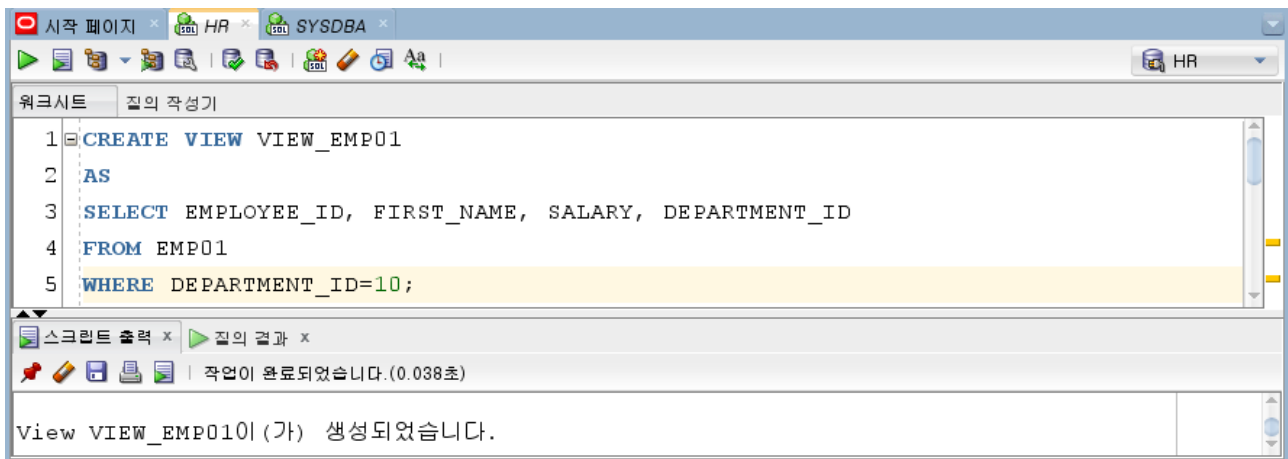 시작 페이지 HR SYSDBA
HR
워크시트 질의 작성기
1 CREATE VIEW VIEW_EMP01
2 AS
3 SELECT EMPLOYEE_ID, FIRST_NAME, SALARY, DEPARTMENT_ID
4 FROM EMP01
5 WHERE DEPARTMENT_ID=10;
스크립트 출력 x 질의 결과 x
작업이 완료되었습니다.(0.038초)
View VIEW_EMP01이(가) 생성되었습니다.